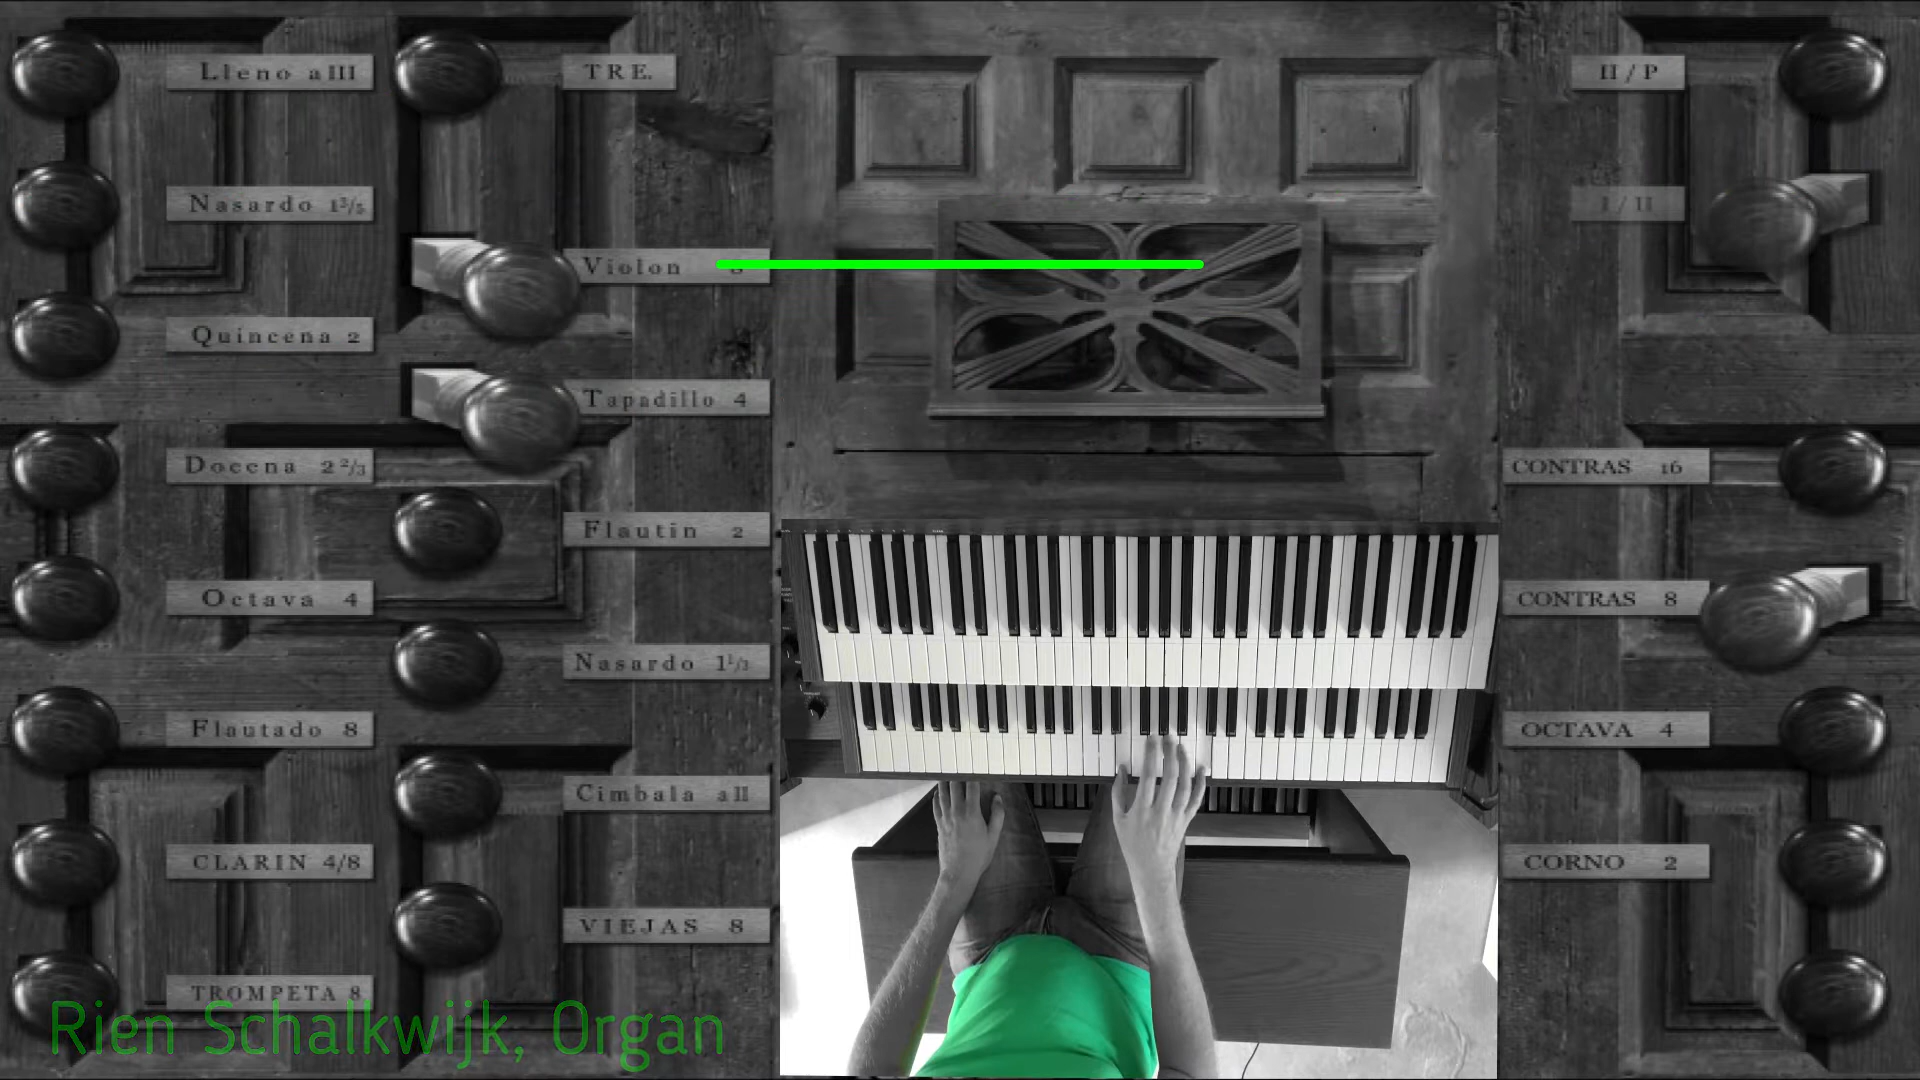 Lleno aIII
Nasardo 1³/₅
Quincena 2
Docena 2²/₃
Octava 4
Flautado 8
CLARIN 4/8
TROMPETA 8
TRE.
Violon 8
Tapadillo 4
Flautin 2
Nasardo 1¹/₃
Cimbala aII
VIEJAS 8
II/P
I/II
CONTRAS 16
CONTRAS 8
OCTAVA 4
CORNO 2
Rien Schalkwijk, Organ